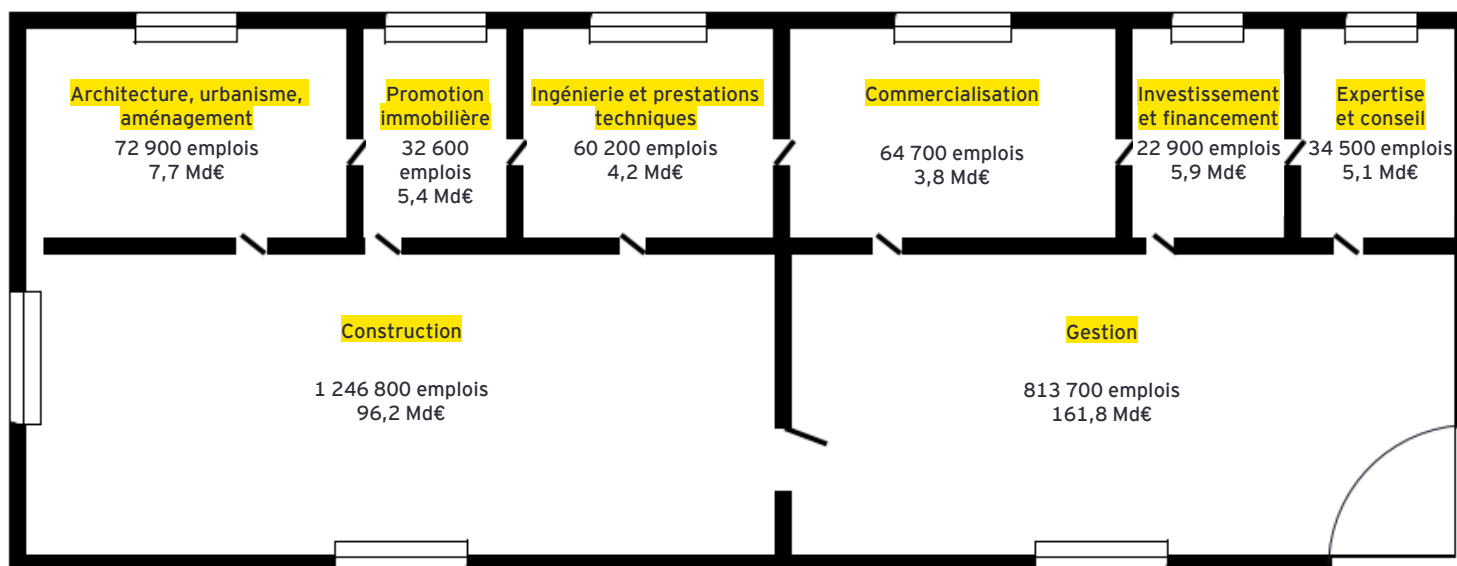 Architecture, urbanisme,
aménagement
72 900 emplois
7,7 Md€
Promotion
immobilière
32 600
emplois
5,4 Md€
Ingénierie et prestations
techniques
60 200 emplois
4,2 Md€
Commercialisation
64 700 emplois
3,8 Md€
Investissement
et financement
22 900 emplois
5,9 Md€
Expertise
et conseil
34 500 emplois
5,1 Md€
Construction
1 246 800 emplois
96,2 Md€
Gestion
813 700 emplois
161,8 Md€